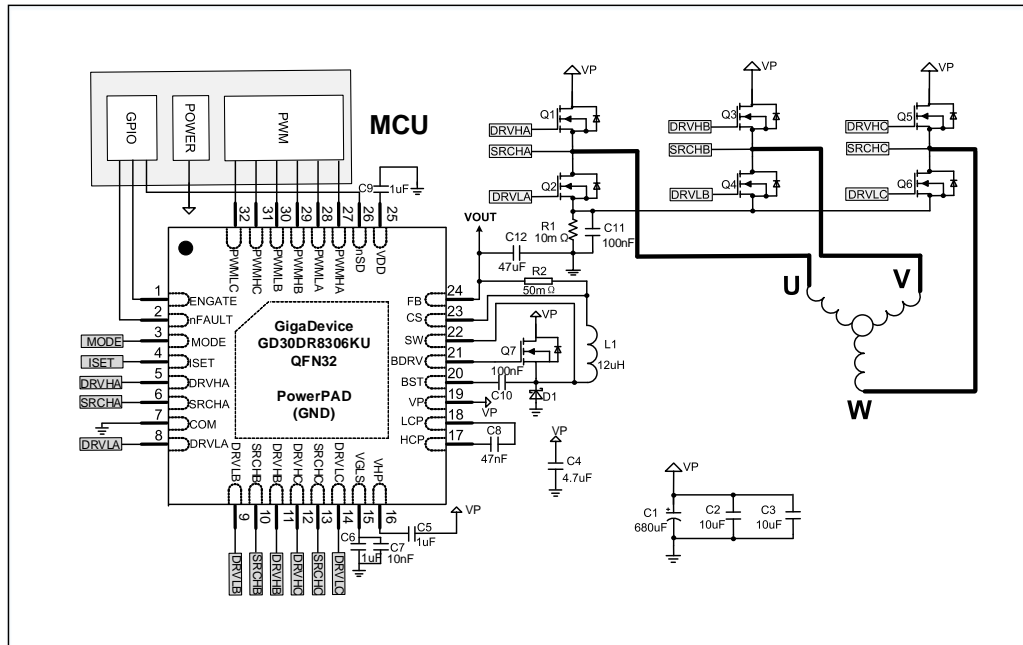 GPIO
POWER
PWM
MCU
VP
VP
VP
Q1
Q3
Q5
DRVHA
DRVHB
DRVHC
SRCHA
SRCHB
SRCHC
Q2
Q4
Q6
DRVLA
DRVLB
DRVLC
C9
1uF
32
31
30
29
28
27
26
25
PWMLC
PWMHC
PWMLB
PWMHB
PWMLA
PWMHA
nSD
VDD
VOUT
C12
47uF
R1
10mΩ
C11
100nF
R2
50mΩ
U
V
W
1
ENGATE
2
nFAULT
MODE
3
MODE
ISET
4
ISET
DRVHA
5
DRVHA
SRCHA
6
SRCHA
7
COM
DRVLA
8
DRVLA
GigaDevice
GD30DR8306KU
QFN32
PowerPAD
(GND)
FB
24
CS
23
SW
22
BDRV
21
BST
20
VP
19
LCP
18
HCP
17
VP
Q7
100nF
C10
D1
L1
12uH
VP
C8
47nF
VP
C4
4.7uF
DRVLB
SRCHB
DRVHB
DRVHC
SRCHC
DRVLC
VGLS
VHP
9
10
11
12
13
14
15
16
C5
1uF
VP
C6
1uF
C7
10nF
DRVLB
SRCHB
DRVHB
DRVHC
SRCHC
DRVLC
VP
C1
+
680uF
C2
10uF
C3
10uF